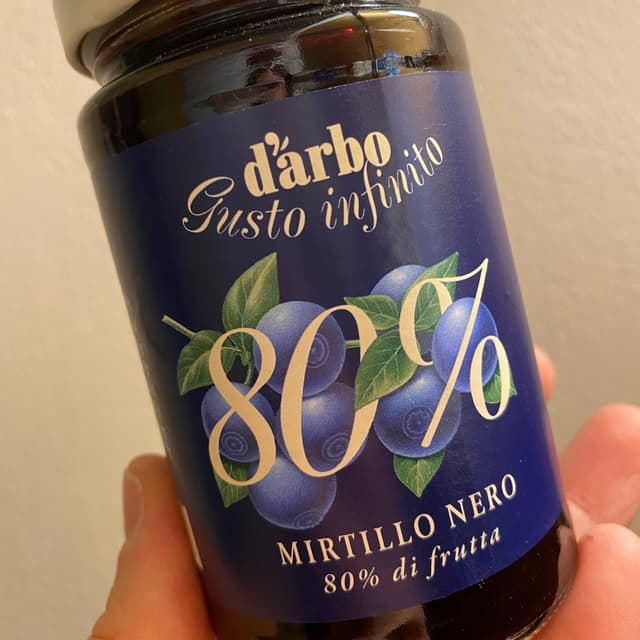 d'arbo
Gusto infinito
80%
MIRTILLO NERO
80% di frutta